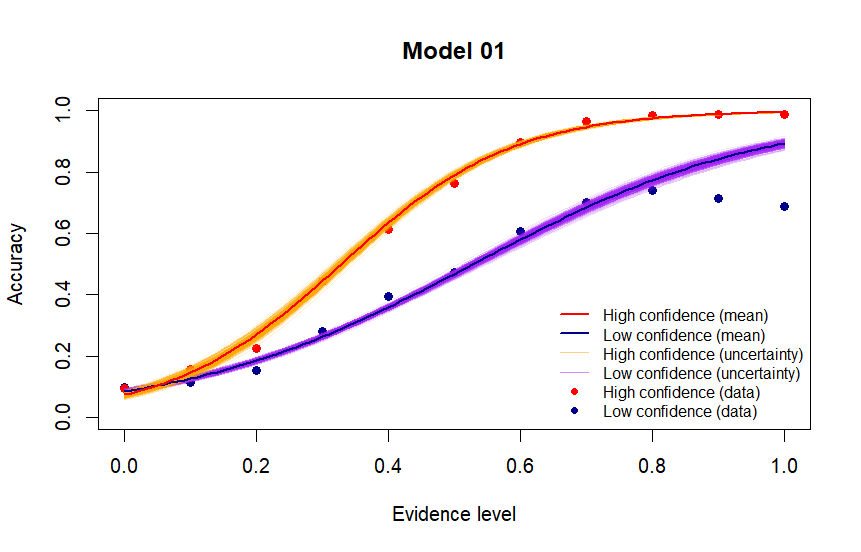 Model 01
Accuracy
1.0
0.8
0.6
0.4
0.2
0.0
High confidence (mean)
Low confidence (mean)
High confidence (uncertainty)
Low confidence (uncertainty)
High confidence (data)
Low confidence (data)
0.0 0.2 0.4 0.6 0.8 1.0
Evidence level